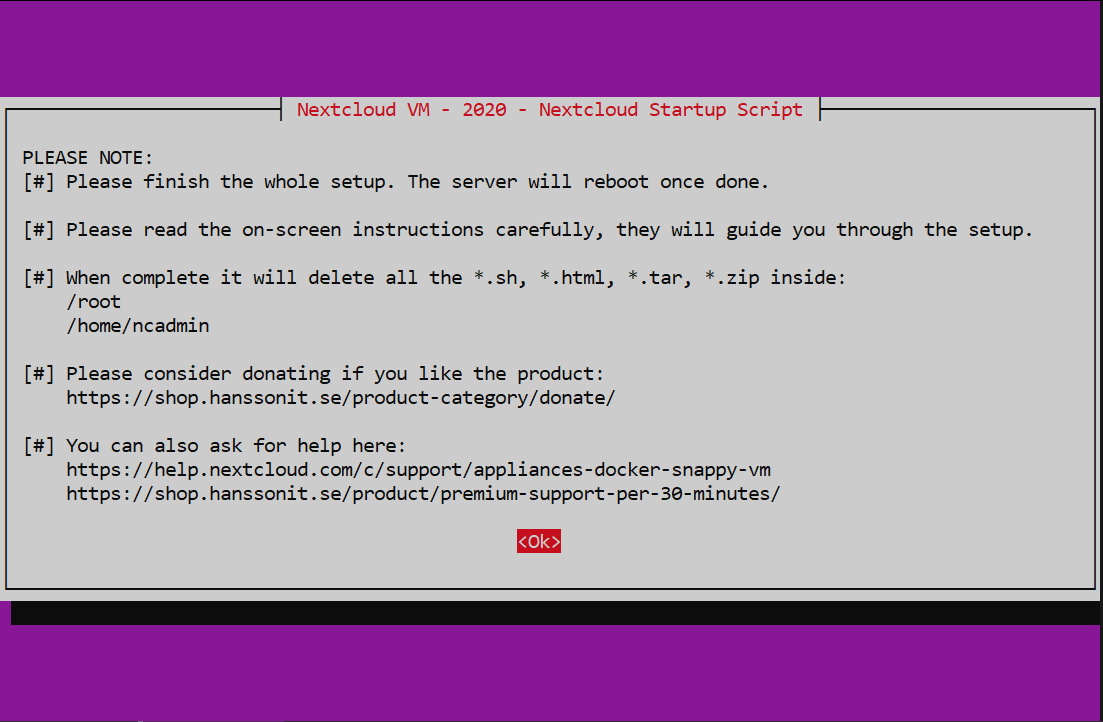 Nextcloud VM - 2020 - Nextcloud Startup Script
PLEASE NOTE:
[#] Please finish the whole setup. The server will reboot once done.
[#] Please read the on-screen instructions carefully, they will guide you through the setup.
[#] When complete it will delete all the *.sh, *.html, *.tar, *.zip inside:
/root
/home/ncadmin
[#] Please consider donating if you like the product:
https://shop.hanssonit.se/product-category/donate/
[#] You can also ask for help here:
https://help.nextcloud.com/c/support/appliances-docker-snappy-vm
https://shop.hanssonit.se/product/premium-support-per-30-minutes/
<Ok>